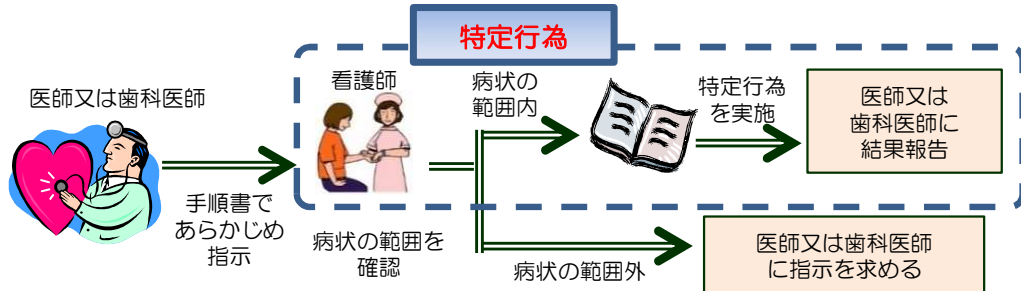 特定行為
医師又は歯科医師
手順書で
あらかじめ
指示
看護師
病状の範囲を
確認
病状の
範囲内
特定行為
を実施
医師又は
歯科医師に
結果報告
病状の範囲外
医師又は歯科医師
に指示を求める